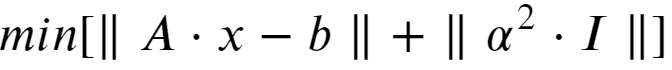 min[‖ A · x − b ‖ + ‖ α² · I ‖]